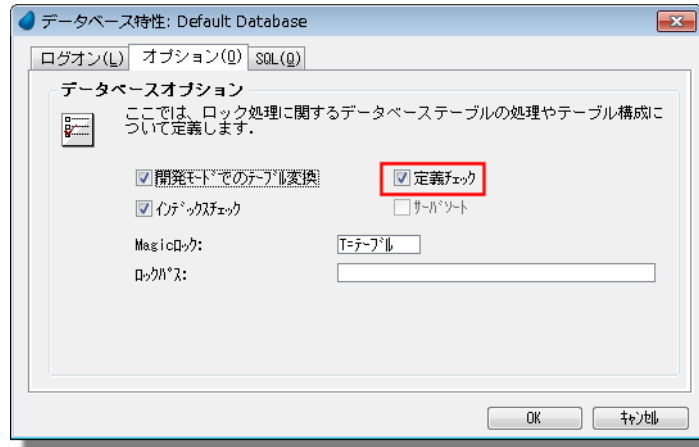 データベース特性: Default Database
ログオン(L) オプション(O) SQL(Q)
データベースオプション
ここでは、ロック処理に関するデータベーステーブルの処理やテーブル構成に
ついて定義します.
開発ﾓｰﾄﾞでのﾃｰﾌﾞﾙ変換 定義ﾁｪｯｸ
ｲﾝﾃﾞｯｸｽﾁｪｯｸ ｻｰﾊﾞｿｰﾄ
Magicﾛｯｸ: T=ﾃｰﾌﾞﾙ
ﾛｯｸﾊﾟｽ:
OK ｷｬﾝｾﾙ